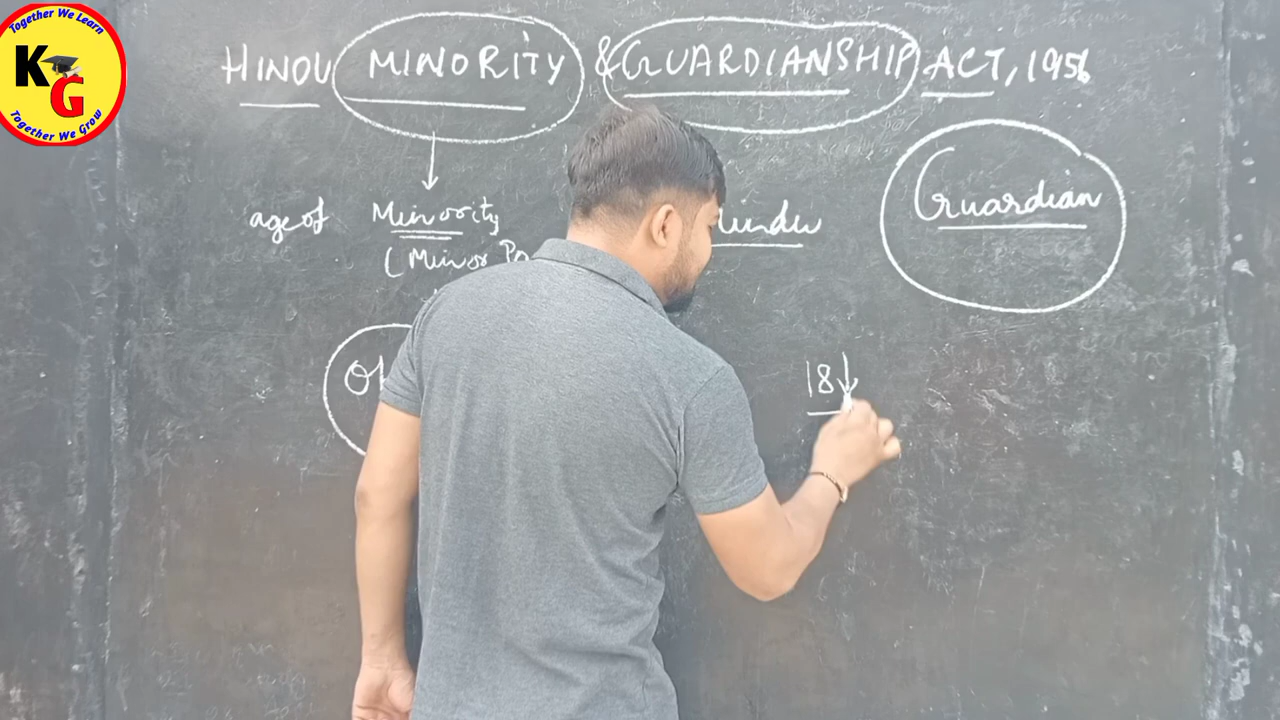 Together We Learn
KG
Together We Grow
HINDU MINORITY & GUARDIANSHIP ACT, 1956
age of Minority
(Minor
Guardian
18↓